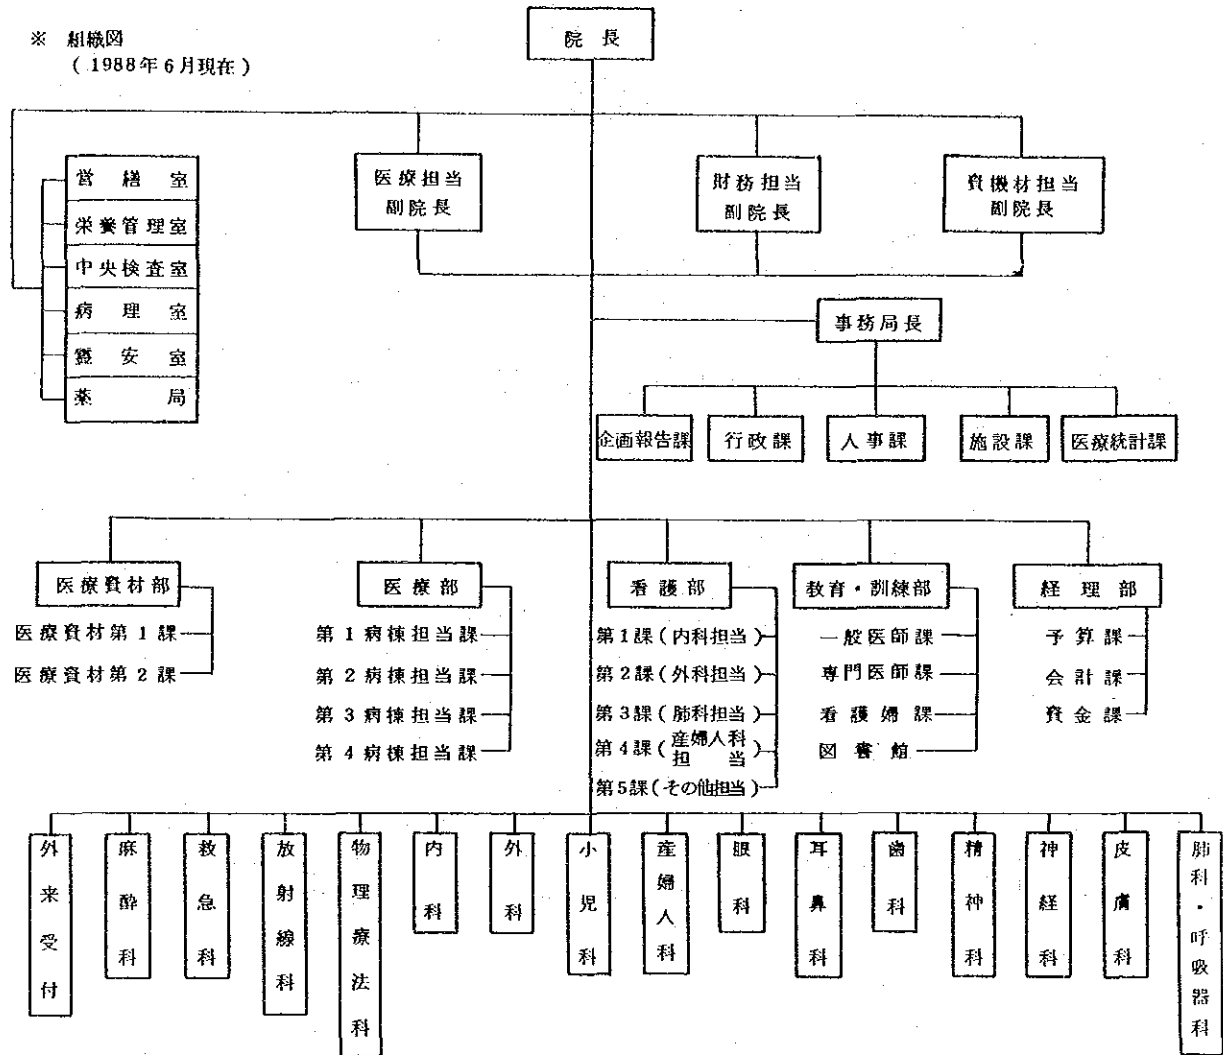 ※ 組織図
(1988年6月現在)
院長
医療担当
副院長
財務担当
副院長
資機材担当
副院長
営繕室
栄養管理室
中央検査室
病理室
薬局
事務局長
企画報告課
行政課
人事課
施設課
医療統計課
医療資材部
医療資材第1課
医療資材第2課
医療部
第1病棟担当課
第2病棟担当課
第3病棟担当課
第4病棟担当課
看護部
第1課(内科担当)
第2課(外科担当)
第3課(肺科担当)
第4課(産婦人科
担当)
第5課(その他担当)
教育・訓練部
一般医師課
専門医師課
看護婦課
図書館
経理部
予算課
会計課
資金課
外来受付
麻酔科
救急科
放射線科
物理療法科
内科
外科
小児科
産婦人科
眼科
耳鼻科
歯科
精神科
神経科
皮膚科
肺科・呼吸器科